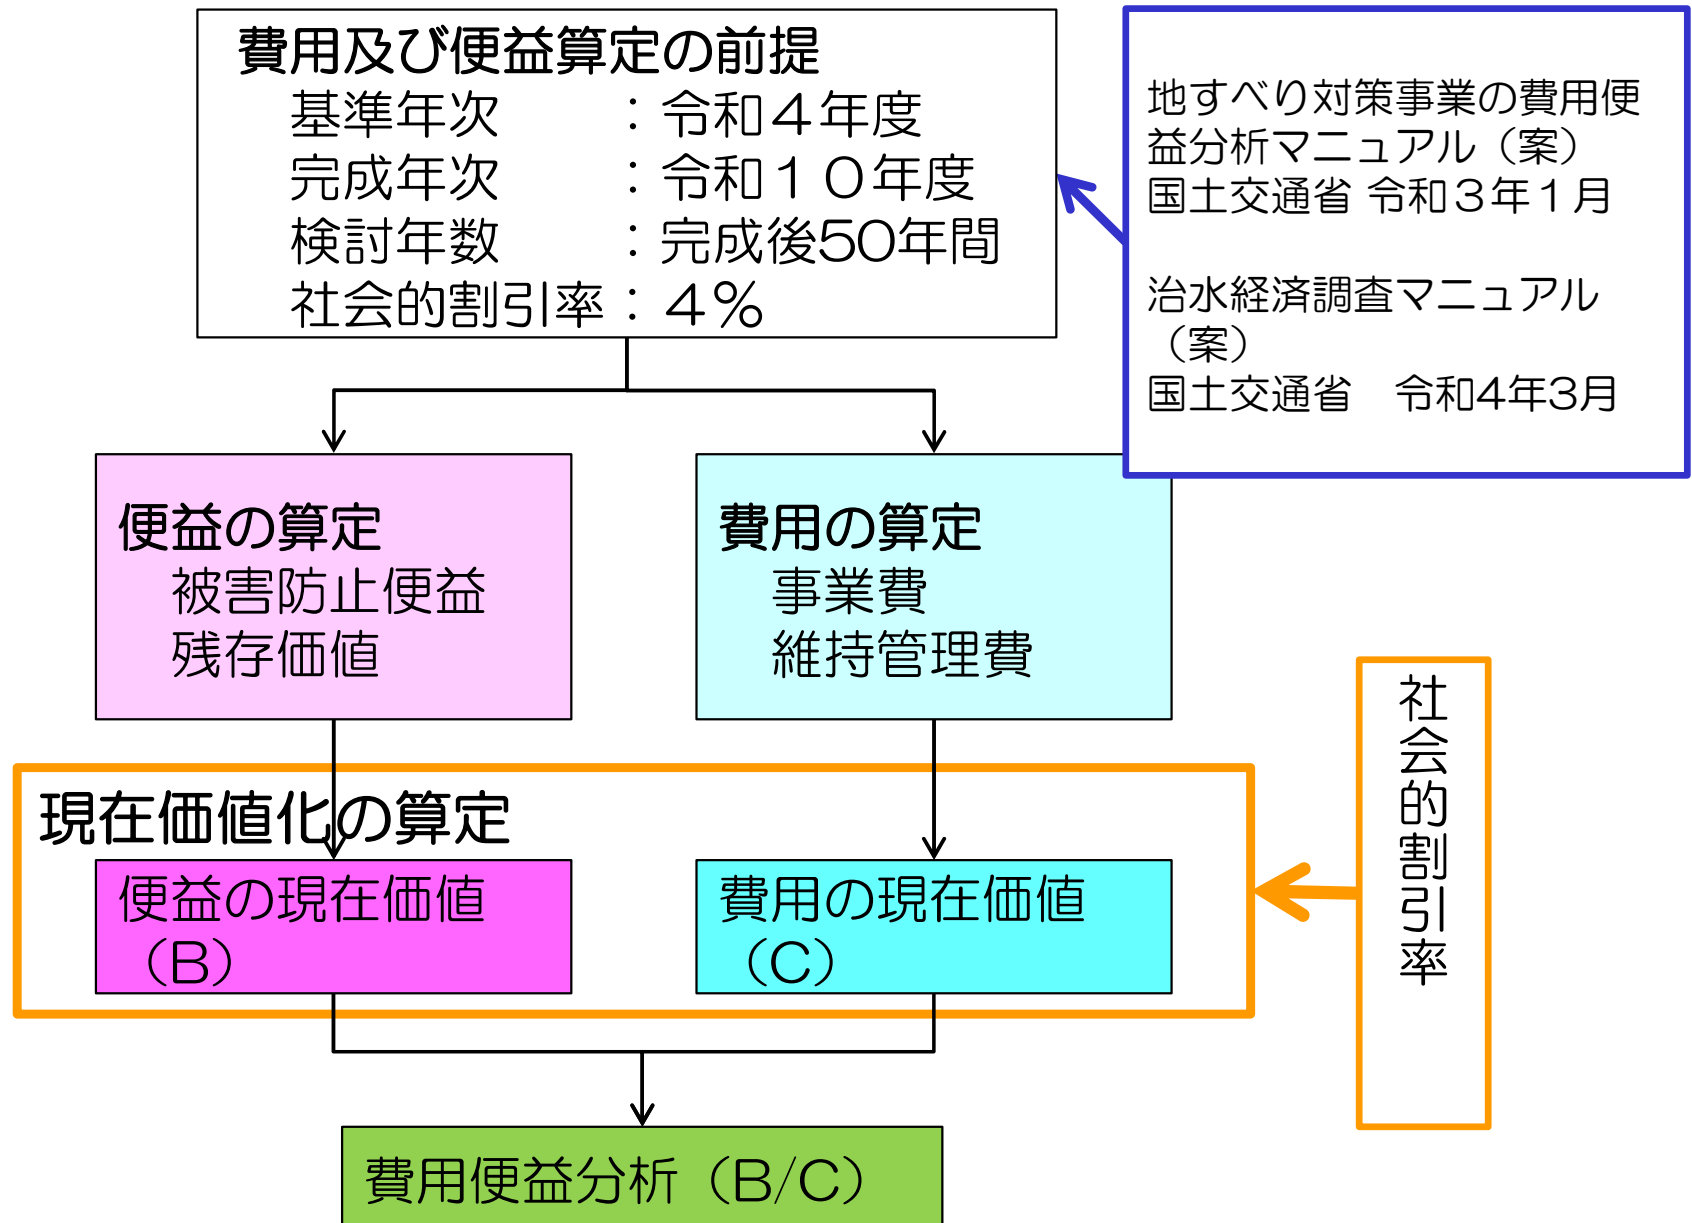 費用及び便益算定の前提
基準年次　　：令和４年度
完成年次　　：令和１０年度
検討年数　　：完成後50年間
社会的割引率：４％
地すべり対策事業の費用便
益分析マニュアル（案）
国土交通省 令和３年１月
治水経済調査マニュアル
（案）
国土交通省　令和4年3月
便益の算定
被害防止便益
残存価値
費用の算定
事業費
維持管理費
現在価値化の算定
便益の現在価値
（B）
費用の現在価値
（C）
社会的割引率
費用便益分析（B/C）